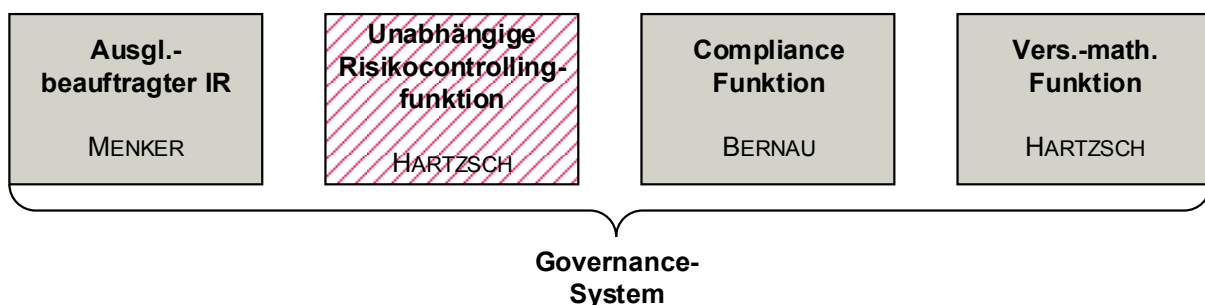 Ausgl.-
beauftragter IR
MENKER
Unabhängige
Risikocontrolling-
funktion
HARTZSCH
Compliance
Funktion
BERNAU
Vers.-math.
Funktion
HARTZSCH
Governance-
System